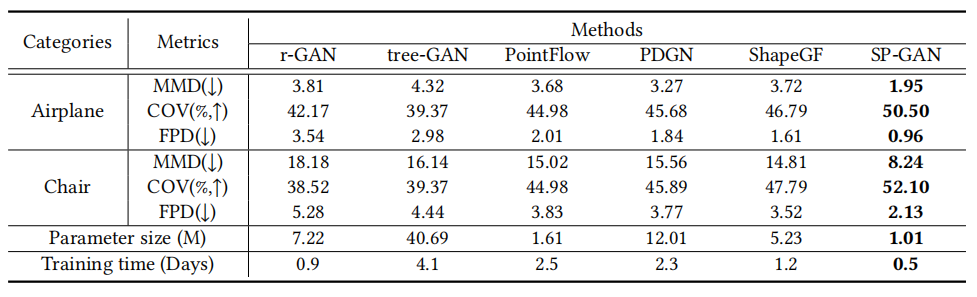 Categories Metrics Methods
r-GAN tree-GAN PointFlow PDGN ShapeGF SP-GAN
Airplane MMD(↓) 3.81 4.32 3.68 3.27 3.72 1.95
COV(%,↑) 42.17 39.37 44.98 45.68 46.79 50.50
FPD(↓) 3.54 2.98 2.01 1.84 1.61 0.96
Chair MMD(↓) 18.18 16.14 15.02 15.56 14.81 8.24
COV(%,↑) 38.52 39.37 44.98 45.89 47.79 52.10
FPD(↓) 5.28 4.44 3.83 3.77 3.52 2.13
Parameter size (M) 7.22 40.69 1.61 12.01 5.23 1.01
Training time (Days) 0.9 4.1 2.5 2.3 1.2 0.5